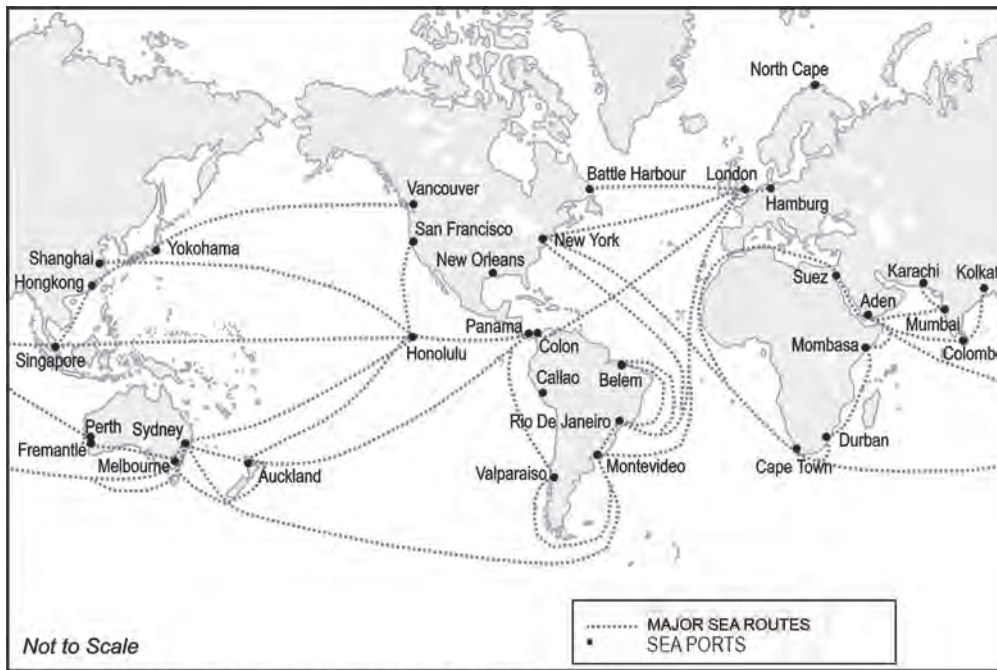 North Cape
Battle Harbour
London
Hamburg
Vancouver
San Francisco
New York
Shanghai
Yokohama
New Orleans
Hongkong
Suez
Karachi
Kolkat
Aden
Mumbai
Panama
Colon
Singapore
Honolulu
Mombasa
Colombo
Callao
Belem
Perth
Sydney
Rio De Janeiro
Fremantle
Durban
Melbourne
Auckland
Valparaiso
Montevideo
Cape Town
MAJOR SEA ROUTES
SEA PORTS
Not to Scale